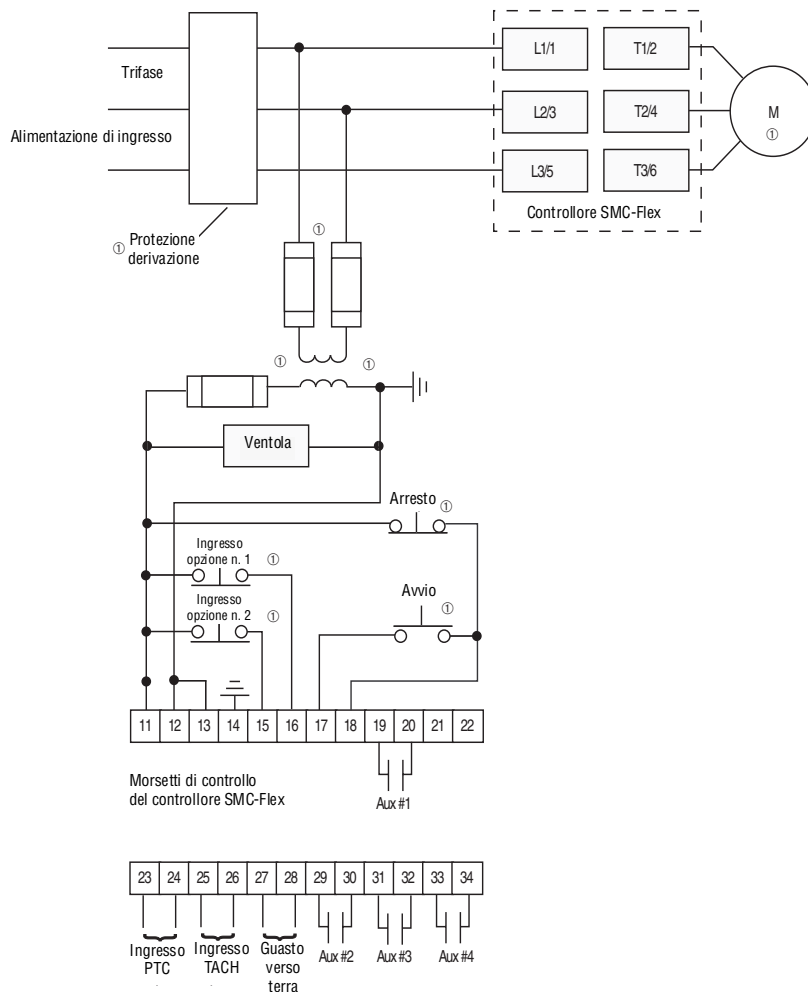 L1/1 T1/2
Trifase
L2/3 T2/4 M
①
Alimentazione di ingresso
L3/5 T3/6
Controllore SMC-Flex
① Protezione
derivazione
①
① ①
Ventola
Arresto ①
Ingresso
opzione n. 1 ①
Ingresso
opzione n. 2 ①
Avvio
①
11 12 13 14 15 16 17 18 19 20 21 22
Morsetti di controllo
del controllore SMC-Flex
Aux #1
23 24 25 26 27 28 29 30 31 32 33 34
Ingresso
PTC
Ingresso
TACH
Guasto
verso
terra
Aux #2
Aux #3
Aux #4